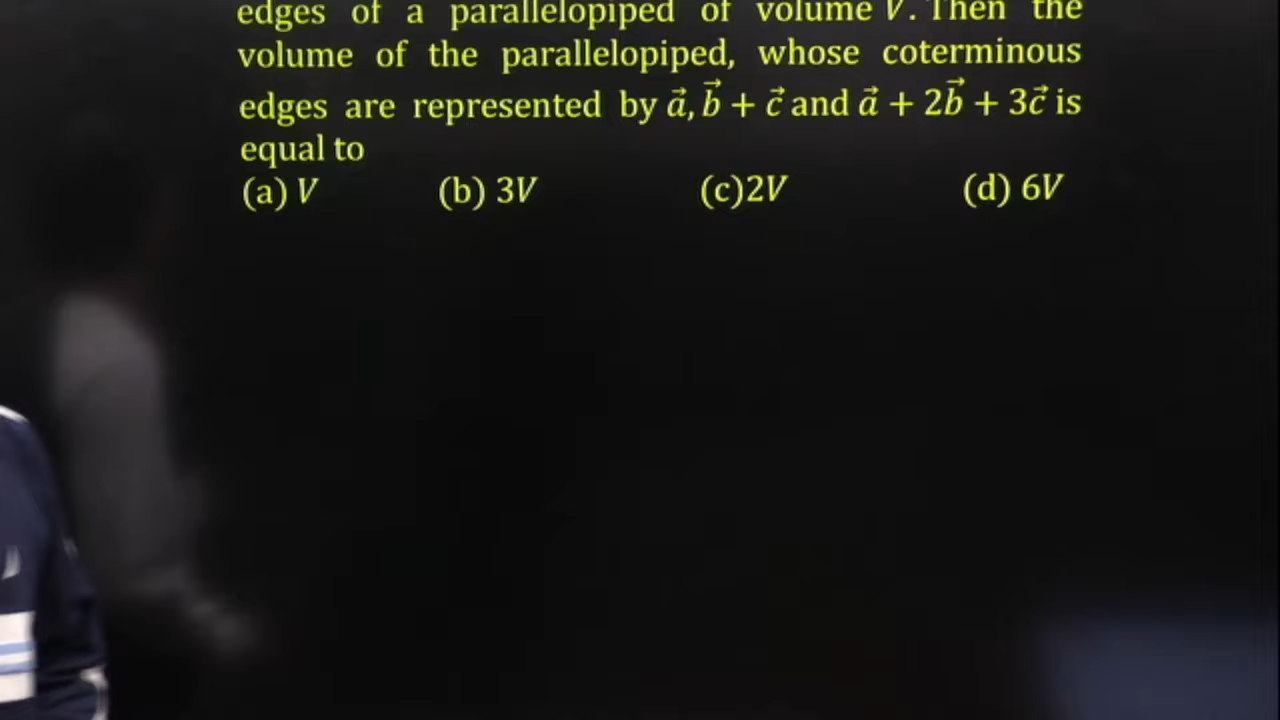 edges of a parallelopiped of volume V. Then the
volume of the parallelopiped, whose coterminous
edges are represented by a⃗, b⃗ + c⃗ and a⃗ + 2b⃗ + 3c⃗ is
equal to
(a) V (b) 3V (c)2V (d) 6V